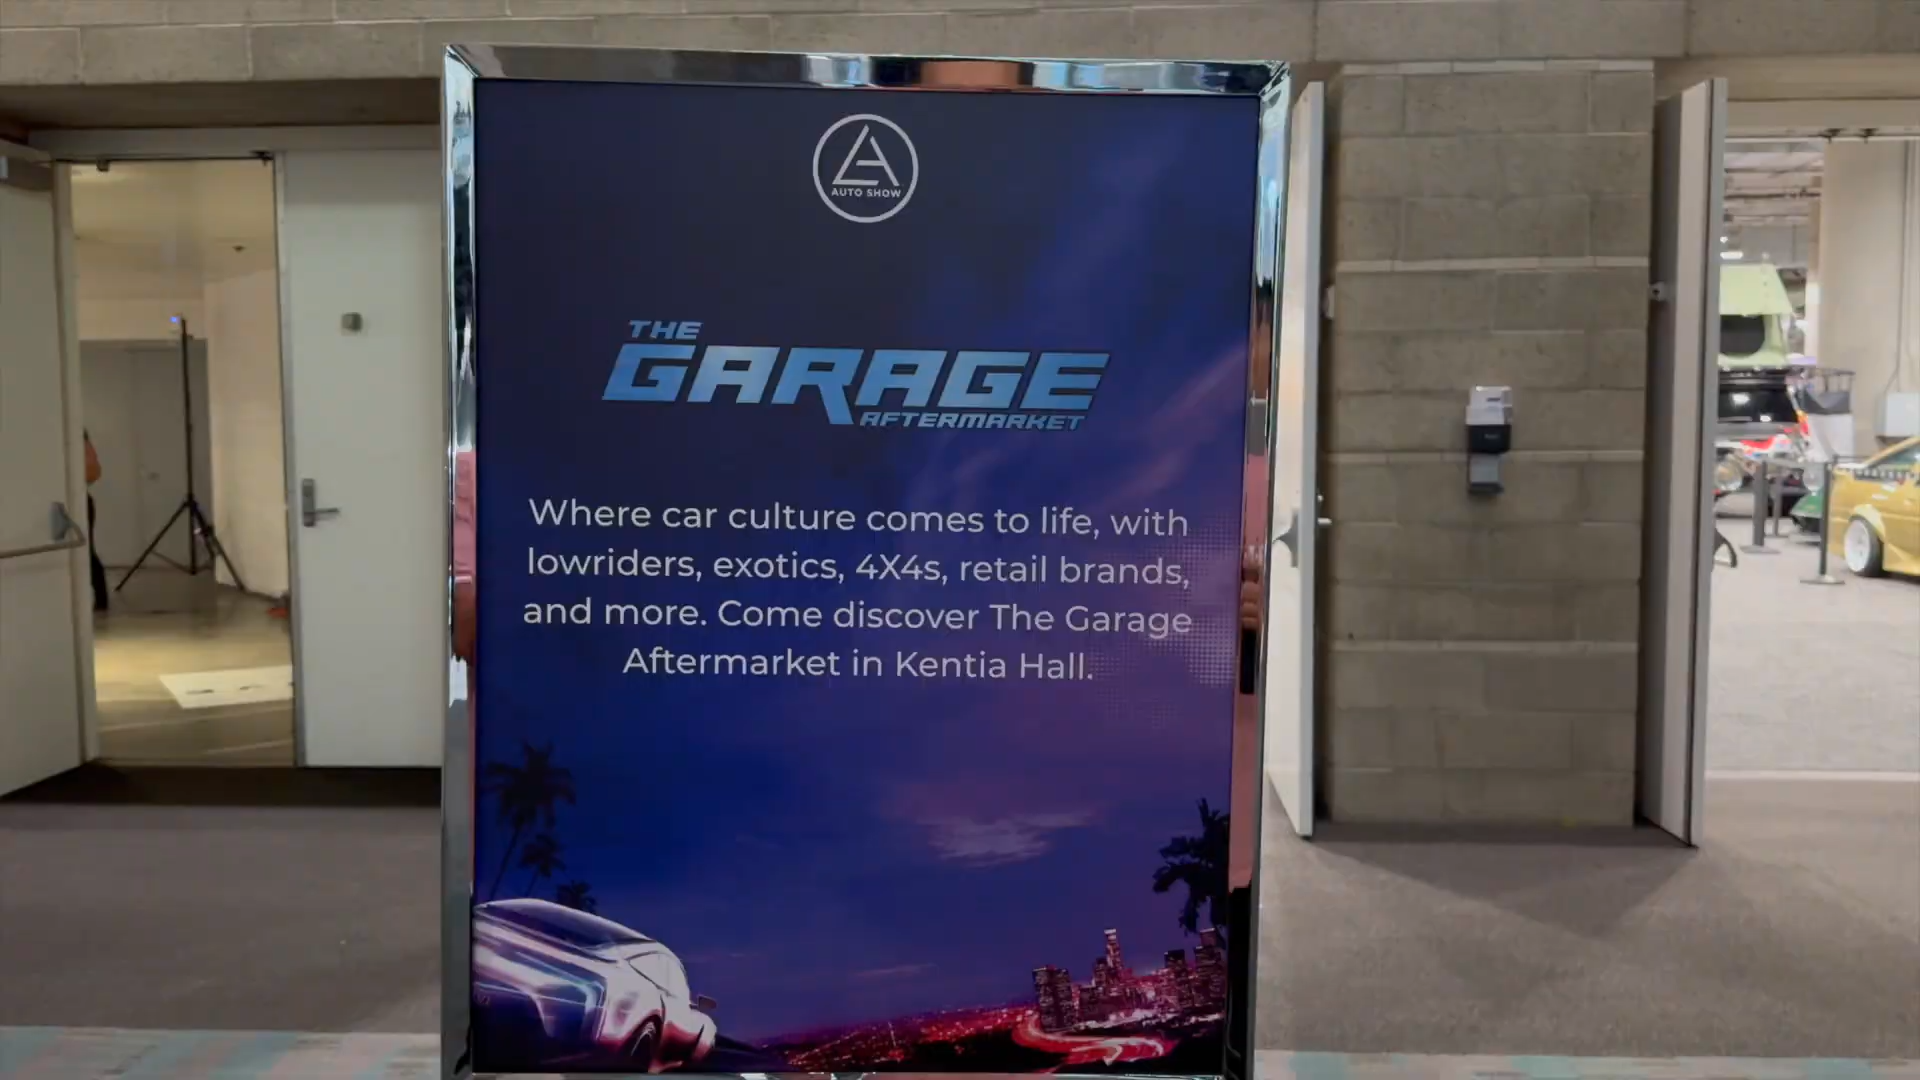 LA
AUTO SHOW
THE
GARAGE
AFTERMARKET
Where car culture comes to life, with
lowriders, exotics, 4X4s, retail brands,
and more. Come discover The Garage
Aftermarket in Kentia Hall.